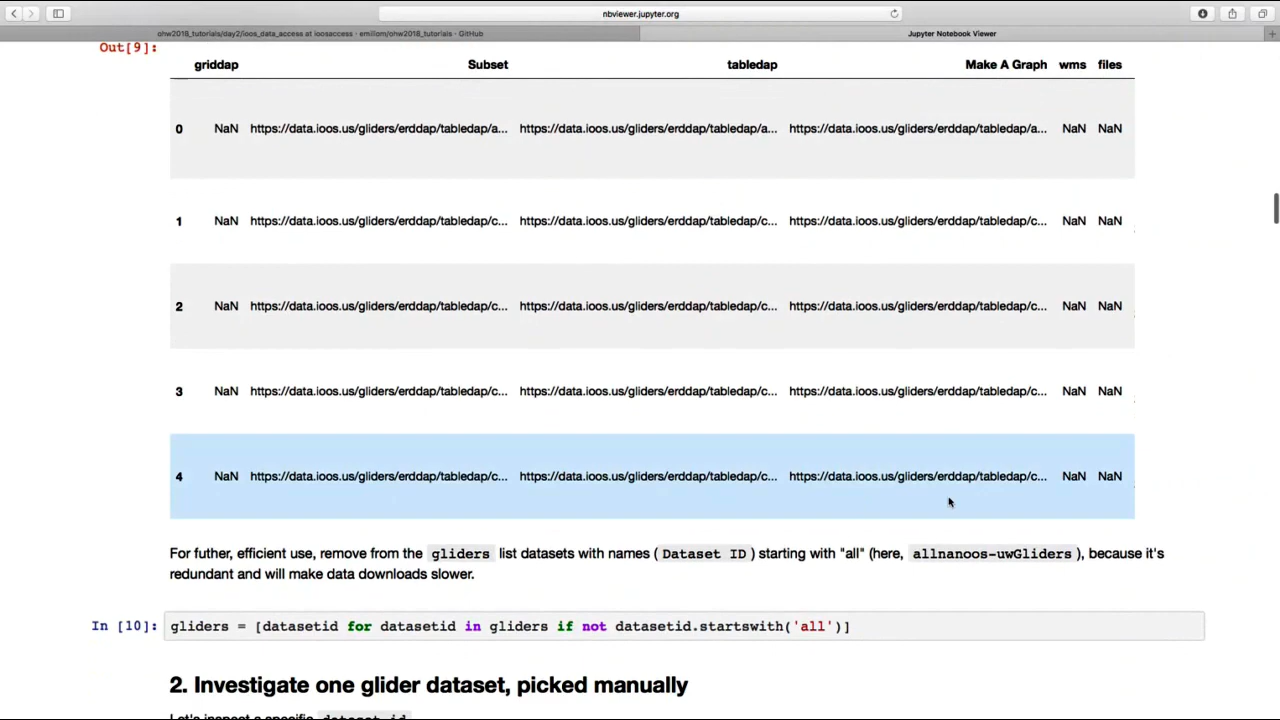 nbviewer.jupyter.org
ohw2018_tutorials/day2/ioos_data_access at ioosaccess · emiliom/ohw2018_tutorials · GitHub
Jupyter Notebook Viewer
Out[9]:
griddap Subset tabledap Make A Graph wms files
0 NaN https://data.ioos.us/gliders/erddap/tabledap/a... https://data.ioos.us/gliders/erddap/tabledap/a... https://data.ioos.us/gliders/erddap/tabledap/a... NaN NaN
1 NaN https://data.ioos.us/gliders/erddap/tabledap/c... https://data.ioos.us/gliders/erddap/tabledap/c... https://data.ioos.us/gliders/erddap/tabledap/c... NaN NaN
2 NaN https://data.ioos.us/gliders/erddap/tabledap/c... https://data.ioos.us/gliders/erddap/tabledap/c... https://data.ioos.us/gliders/erddap/tabledap/c... NaN NaN
3 NaN https://data.ioos.us/gliders/erddap/tabledap/c... https://data.ioos.us/gliders/erddap/tabledap/c... https://data.ioos.us/gliders/erddap/tabledap/c... NaN NaN
4 NaN https://data.ioos.us/gliders/erddap/tabledap/c... https://data.ioos.us/gliders/erddap/tabledap/c... https://data.ioos.us/gliders/erddap/tabledap/c... NaN NaN
For futher, efficient use, remove from the gliders list datasets with names ( Dataset ID ) starting with "all" (here, allnanoos-uwGliders ), because it's
redundant and will make data downloads slower.
In [10]: gliders = [datasetid for datasetid in gliders if not datasetid.startswith('all')]
2. Investigate one glider dataset, picked manually
Let's inspect a specific dataset_id